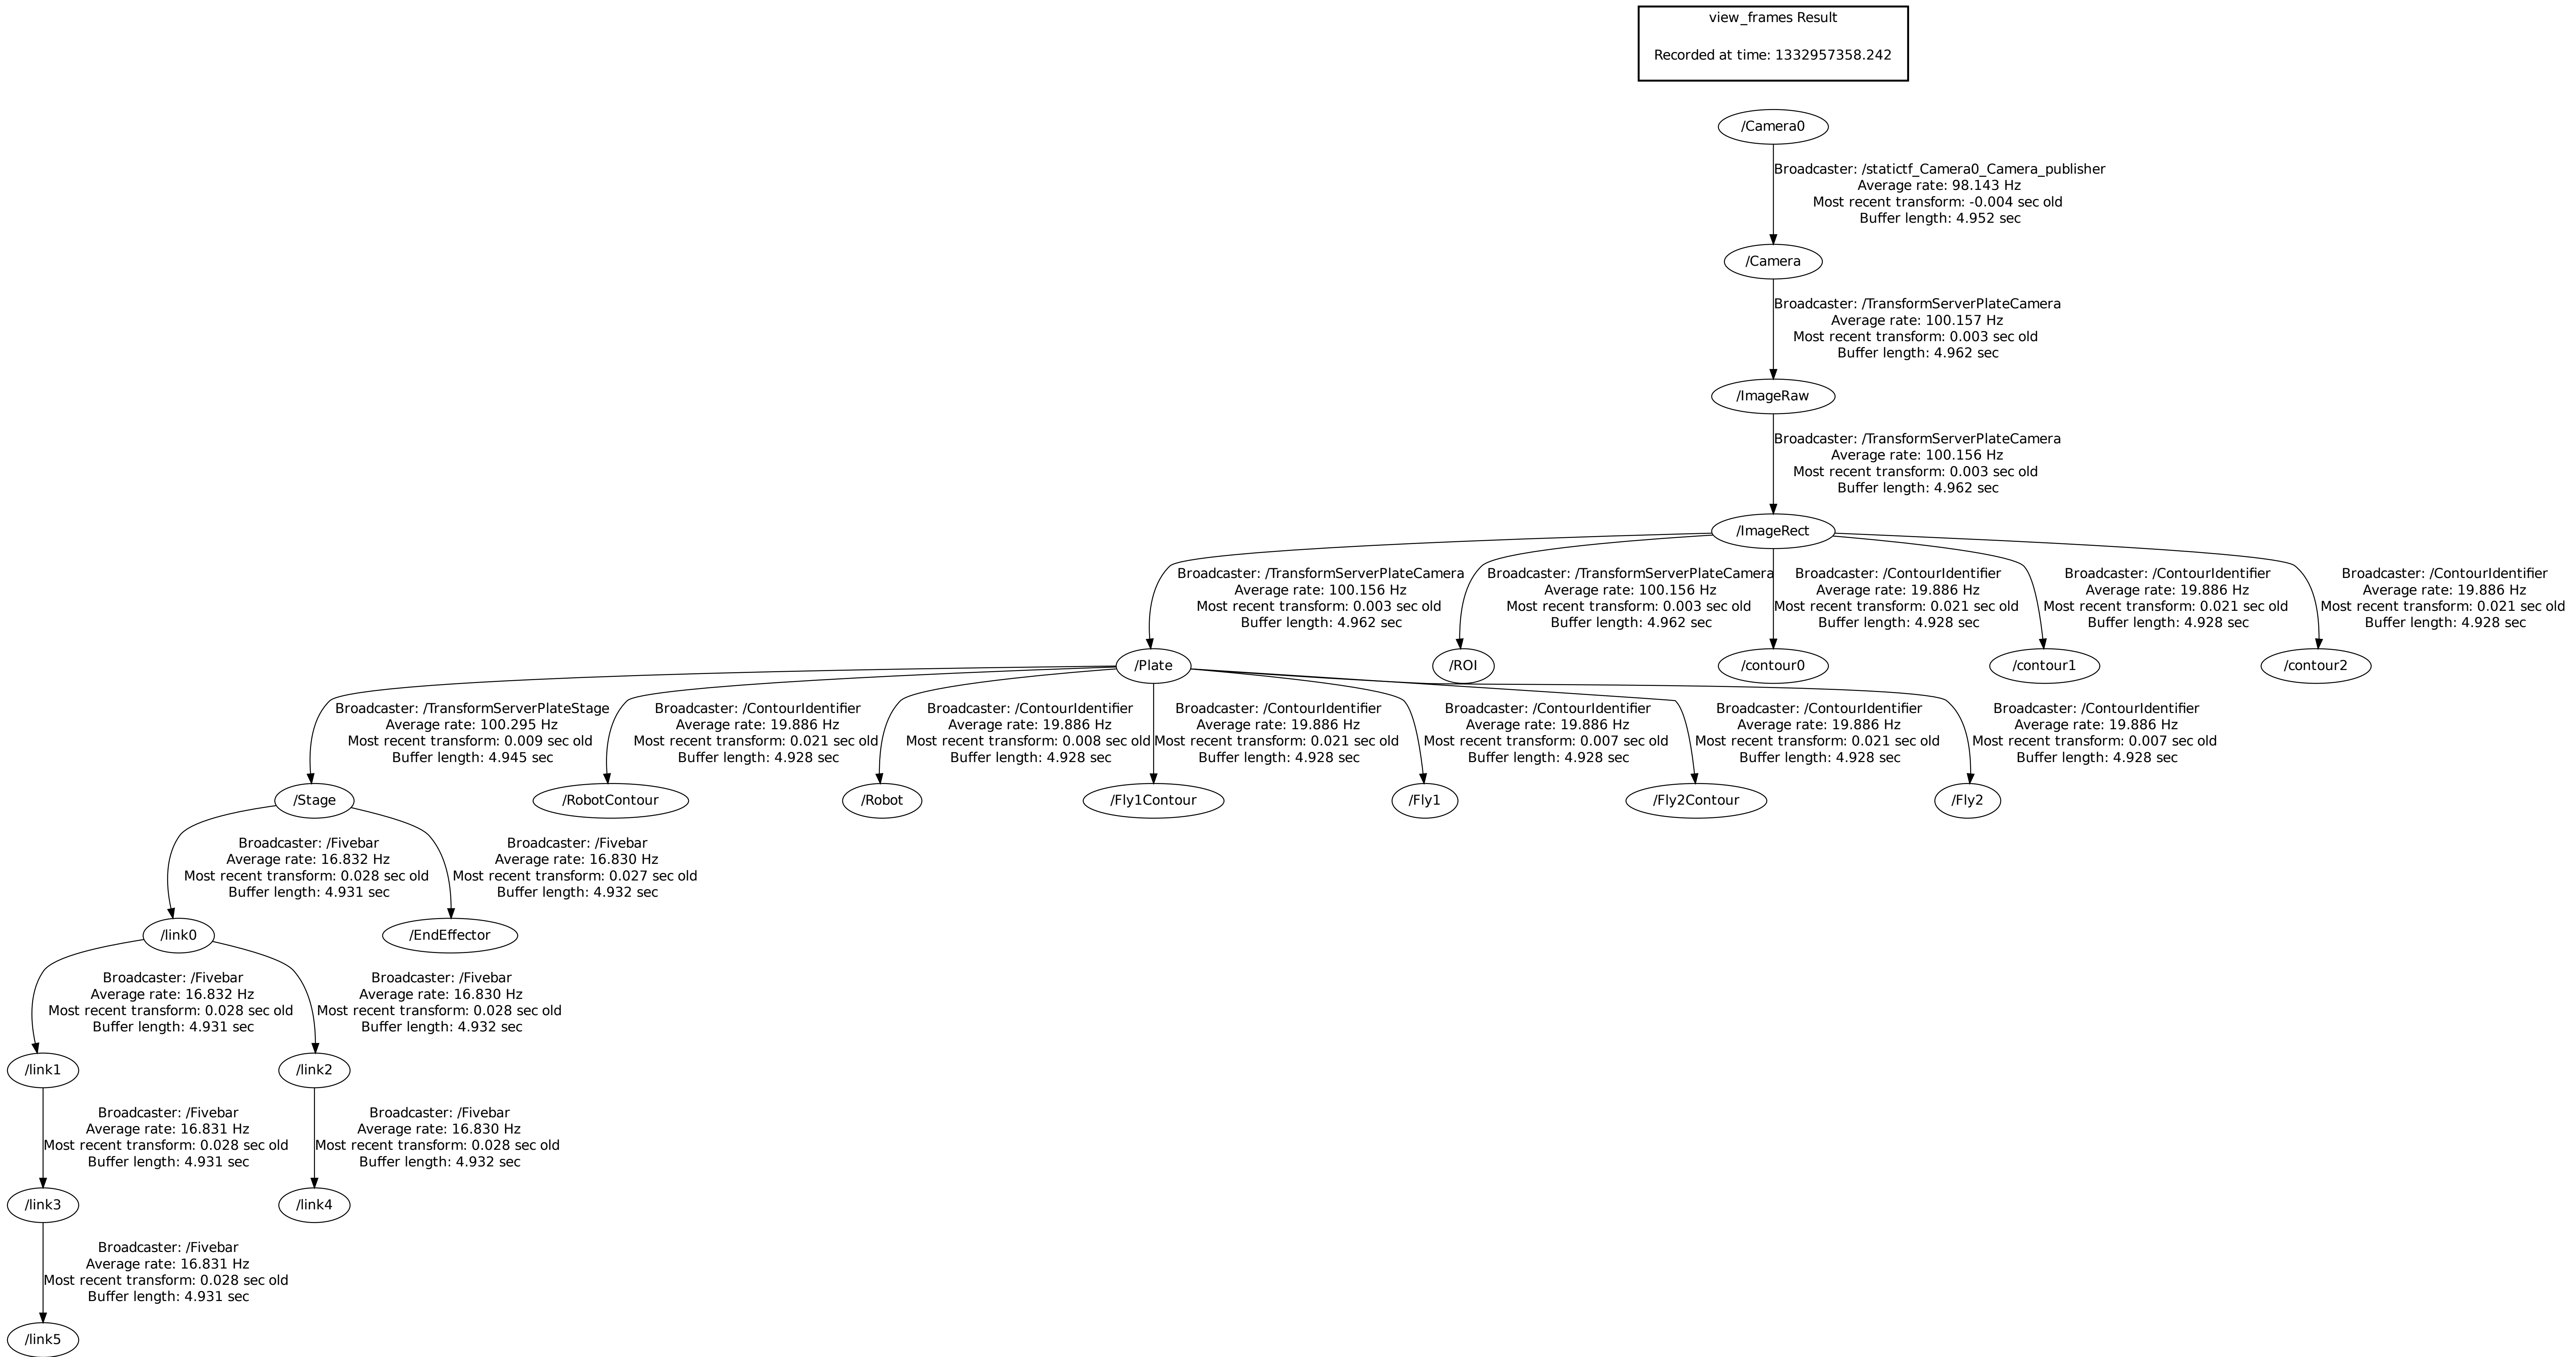 view_frames Result
Recorded at time: 1332957358.242
/Camera0
Broadcaster: /statictf_Camera0_Camera_publisher
Average rate: 98.143 Hz
Most recent transform: -0.004 sec old
Buffer length: 4.952 sec
/Camera
Broadcaster: /TransformServerPlateCamera
Average rate: 100.157 Hz
Most recent transform: 0.003 sec old
Buffer length: 4.962 sec
/ImageRaw
Broadcaster: /TransformServerPlateCamera
Average rate: 100.156 Hz
Most recent transform: 0.003 sec old
Buffer length: 4.962 sec
/ImageRect
Broadcaster: /TransformServerPlateCamera
Average rate: 100.156 Hz
Most recent transform: 0.003 sec old
Buffer length: 4.962 sec
Broadcaster: /TransformServerPlateCamera
Average rate: 100.156 Hz
Most recent transform: 0.003 sec old
Buffer length: 4.962 sec
Broadcaster: /ContourIdentifier
Average rate: 19.886 Hz
Most recent transform: 0.021 sec old
Buffer length: 4.928 sec
Broadcaster: /ContourIdentifier
Average rate: 19.886 Hz
Most recent transform: 0.021 sec old
Buffer length: 4.928 sec
Broadcaster: /ContourIdentifier
Average rate: 19.886 Hz
Most recent transform: 0.021 sec old
Buffer length: 4.928 sec
/Plate
/ROI
/contour0
/contour1
/contour2
Broadcaster: /TransformServerPlateStage
Average rate: 100.295 Hz
Most recent transform: 0.009 sec old
Buffer length: 4.945 sec
Broadcaster: /ContourIdentifier
Average rate: 19.886 Hz
Most recent transform: 0.021 sec old
Buffer length: 4.928 sec
Broadcaster: /ContourIdentifier
Average rate: 19.886 Hz
Most recent transform: 0.008 sec old
Buffer length: 4.928 sec
Broadcaster: /ContourIdentifier
Average rate: 19.886 Hz
Most recent transform: 0.021 sec old
Buffer length: 4.928 sec
Broadcaster: /ContourIdentifier
Average rate: 19.886 Hz
Most recent transform: 0.007 sec old
Buffer length: 4.928 sec
Broadcaster: /ContourIdentifier
Average rate: 19.886 Hz
Most recent transform: 0.021 sec old
Buffer length: 4.928 sec
Broadcaster: /ContourIdentifier
Average rate: 19.886 Hz
Most recent transform: 0.007 sec old
Buffer length: 4.928 sec
/Stage
/RobotContour
/Robot
/Fly1Contour
/Fly1
/Fly2Contour
/Fly2
Broadcaster: /Fivebar
Average rate: 16.832 Hz
Most recent transform: 0.028 sec old
Buffer length: 4.931 sec
Broadcaster: /Fivebar
Average rate: 16.830 Hz
Most recent transform: 0.027 sec old
Buffer length: 4.932 sec
/link0
/EndEffector
Broadcaster: /Fivebar
Average rate: 16.832 Hz
Most recent transform: 0.028 sec old
Buffer length: 4.931 sec
Broadcaster: /Fivebar
Average rate: 16.830 Hz
Most recent transform: 0.028 sec old
Buffer length: 4.932 sec
/link1
/link2
Broadcaster: /Fivebar
Average rate: 16.831 Hz
Most recent transform: 0.028 sec old
Buffer length: 4.931 sec
Broadcaster: /Fivebar
Average rate: 16.830 Hz
Most recent transform: 0.028 sec old
Buffer length: 4.932 sec
/link3
/link4
Broadcaster: /Fivebar
Average rate: 16.831 Hz
Most recent transform: 0.028 sec old
Buffer length: 4.931 sec
/link5